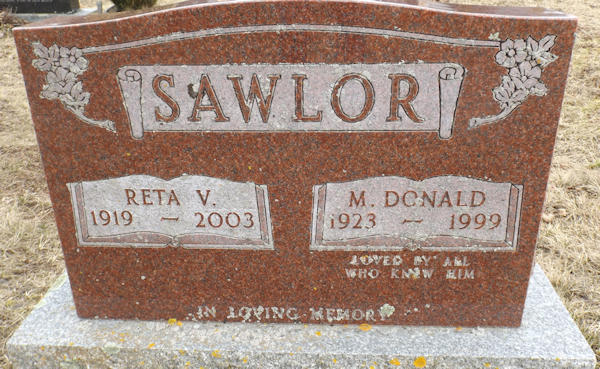 SAWLOR
RETA V.
1919 – 2003
M. DONALD
1923 ~ 1999
LOVED BY ALL
WHO KNEW HIM
IN LOVING MEMORY